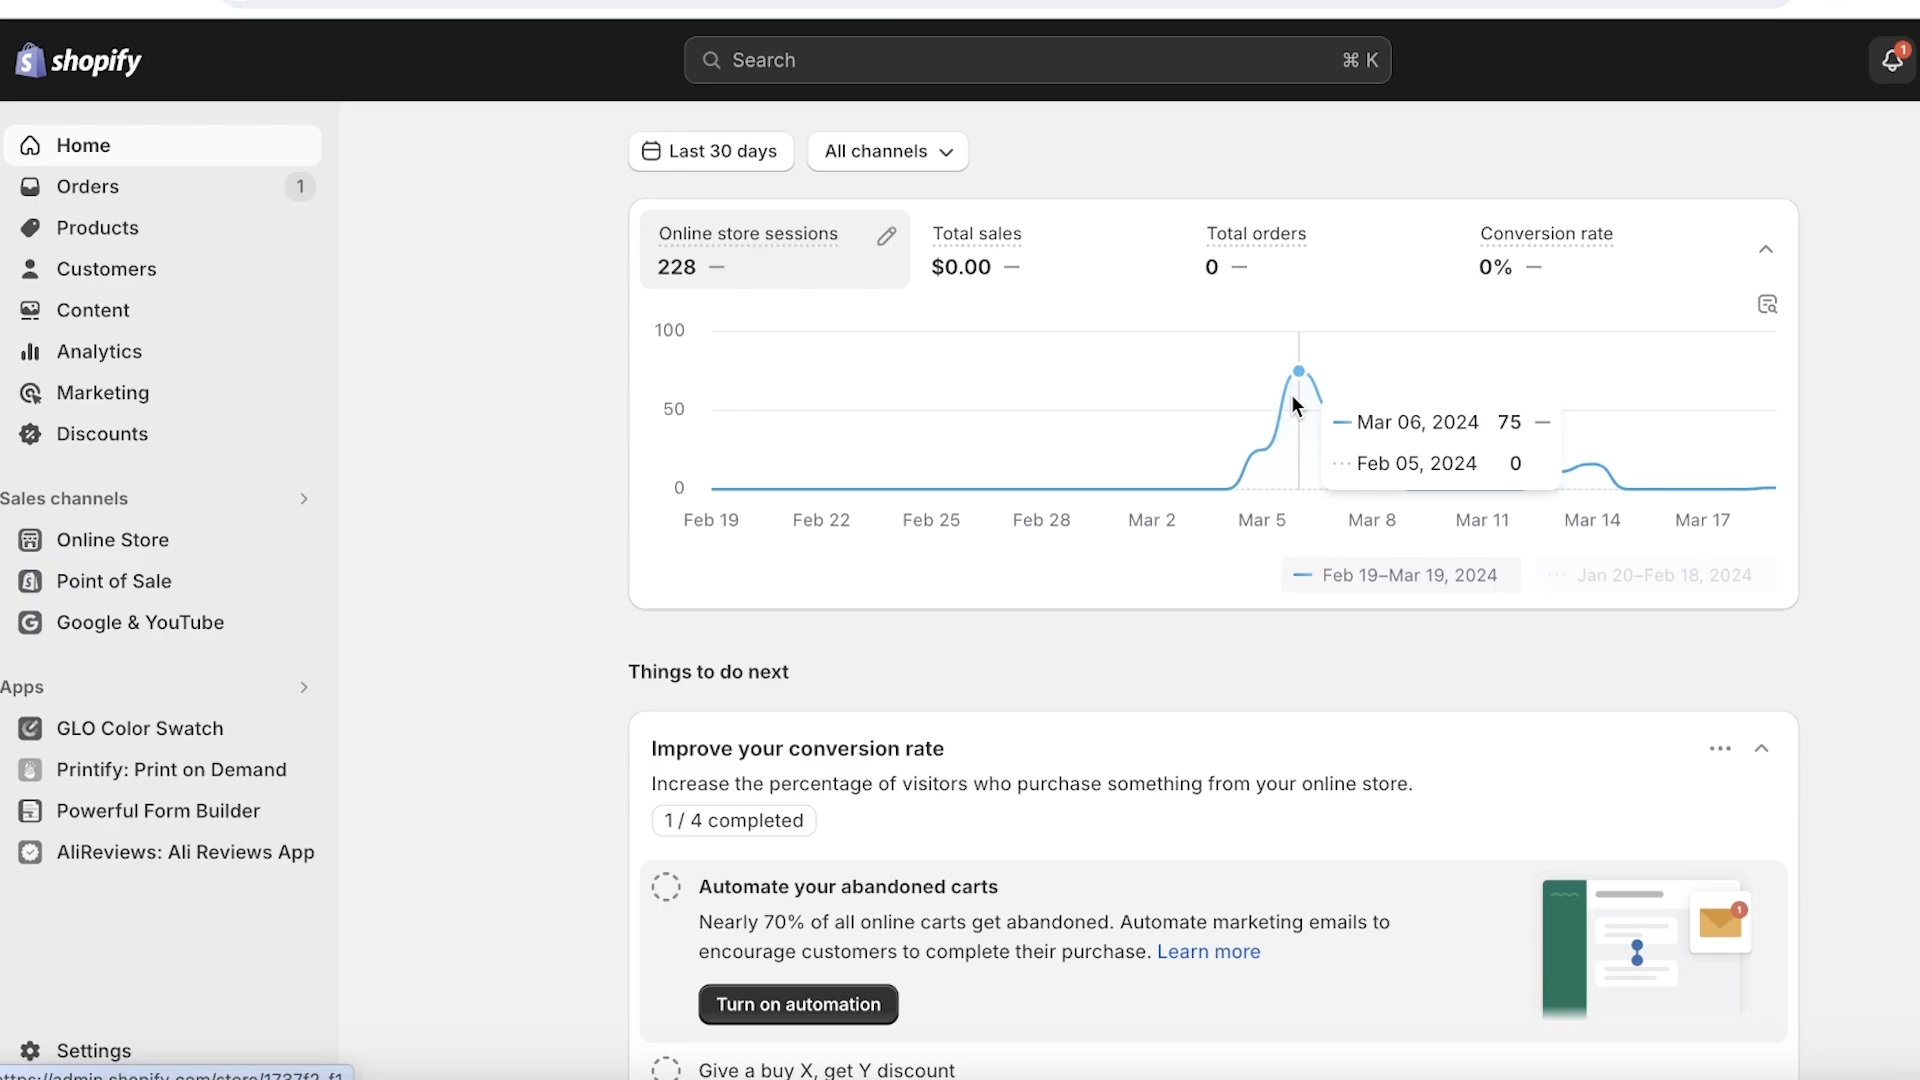 shopify
Search
⌘ K
1
Home
Orders
1
Products
Customers
Content
Analytics
Marketing
Discounts
Sales channels
Online Store
Point of Sale
Google & YouTube
Apps
GLO Color Swatch
Printify: Print on Demand
Powerful Form Builder
AliReviews: Ali Reviews App
Settings
Last 30 days
All channels
Online store sessions
228 —
Total sales
$0.00 —
Total orders
0 —
Conversion rate
0% —
100
50
0
Mar 06, 2024 75 —
Feb 05, 2024 0
Feb 19 Feb 22 Feb 25 Feb 28 Mar 2 Mar 5 Mar 8 Mar 11 Mar 14 Mar 17
Feb 19–Mar 19, 2024
Jan 20–Feb 18, 2024
Things to do next
Improve your conversion rate
Increase the percentage of visitors who purchase something from your online store.
1 / 4 completed
Automate your abandoned carts
Nearly 70% of all online carts get abandoned. Automate marketing emails to
encourage customers to complete their purchase. Learn more
1
Turn on automation
Give a buy X, get Y discount